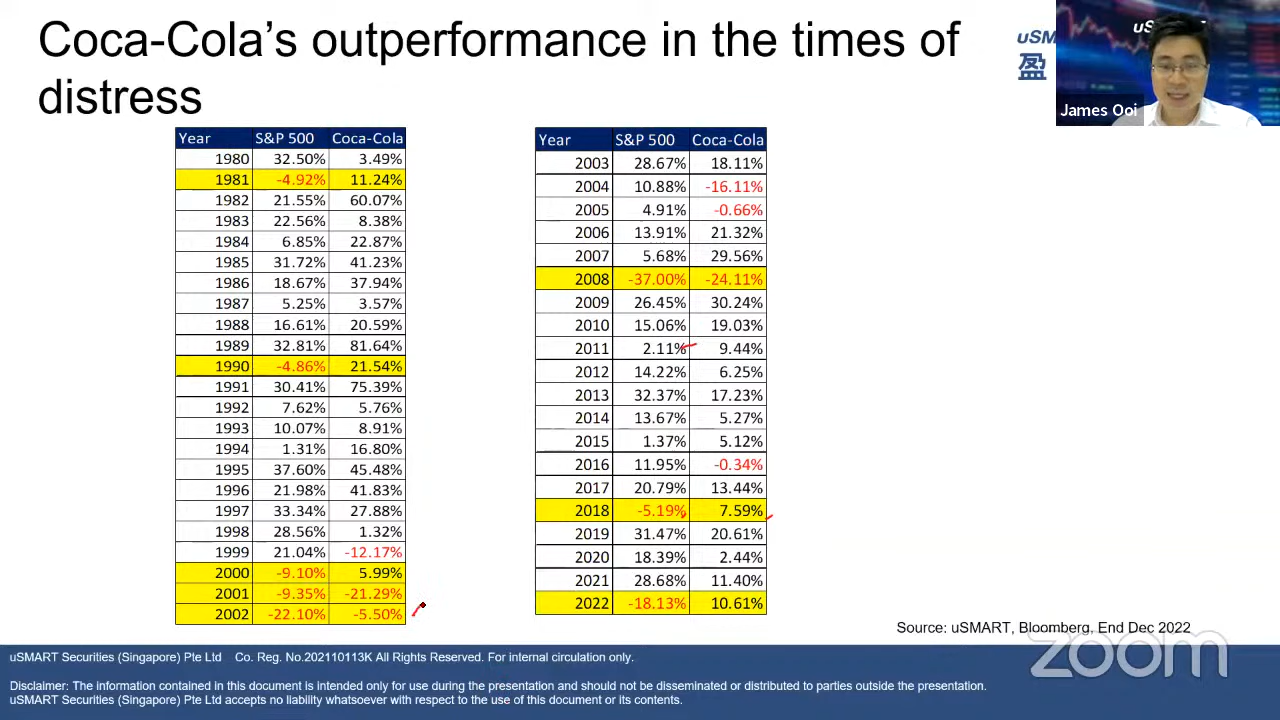 Coca-Cola's outperformance in the times of
distress
uSM
盈
uS
James Ooi
Year S&P 500 Coca-Cola
1980 32.50% 3.49%
1981 -4.92% 11.24%
1982 21.55% 60.07%
1983 22.56% 8.38%
1984 6.85% 22.87%
1985 31.72% 41.23%
1986 18.67% 37.94%
1987 5.25% 3.57%
1988 16.61% 20.59%
1989 32.81% 81.64%
1990 -4.86% 21.54%
1991 30.41% 75.39%
1992 7.62% 5.76%
1993 10.07% 8.91%
1994 1.31% 16.80%
1995 37.60% 45.48%
1996 21.98% 41.83%
1997 33.34% 27.88%
1998 28.56% 1.32%
1999 21.04% -12.17%
2000 -9.10% 5.99%
2001 -9.35% -21.29%
2002 -22.10% -5.50%
Year S&P 500 Coca-Cola
2003 28.67% 18.11%
2004 10.88% -16.11%
2005 4.91% -0.66%
2006 13.91% 21.32%
2007 5.68% 29.56%
2008 -37.00% -24.11%
2009 26.45% 30.24%
2010 15.06% 19.03%
2011 2.11% 9.44%
2012 14.22% 6.25%
2013 32.37% 17.23%
2014 13.67% 5.27%
2015 1.37% 5.12%
2016 11.95% -0.34%
2017 20.79% 13.44%
2018 -5.19% 7.59%
2019 31.47% 20.61%
2020 18.39% 2.44%
2021 28.68% 11.40%
2022 -18.13% 10.61%
Source: uSMART, Bloomberg, End Dec 2022
zoom
uSMART Securities (Singapore) Pte Ltd Co. Reg. No.202110113K All Rights Reserved. For internal circulation only.
Disclaimer: The information contained in this document is intended only for use during the presentation and should not be disseminated or distributed to parties outside the presentation.
uSMART Securities (Singapore) Pte Ltd accepts no liability whatsoever with respect to the use of this document or its contents.